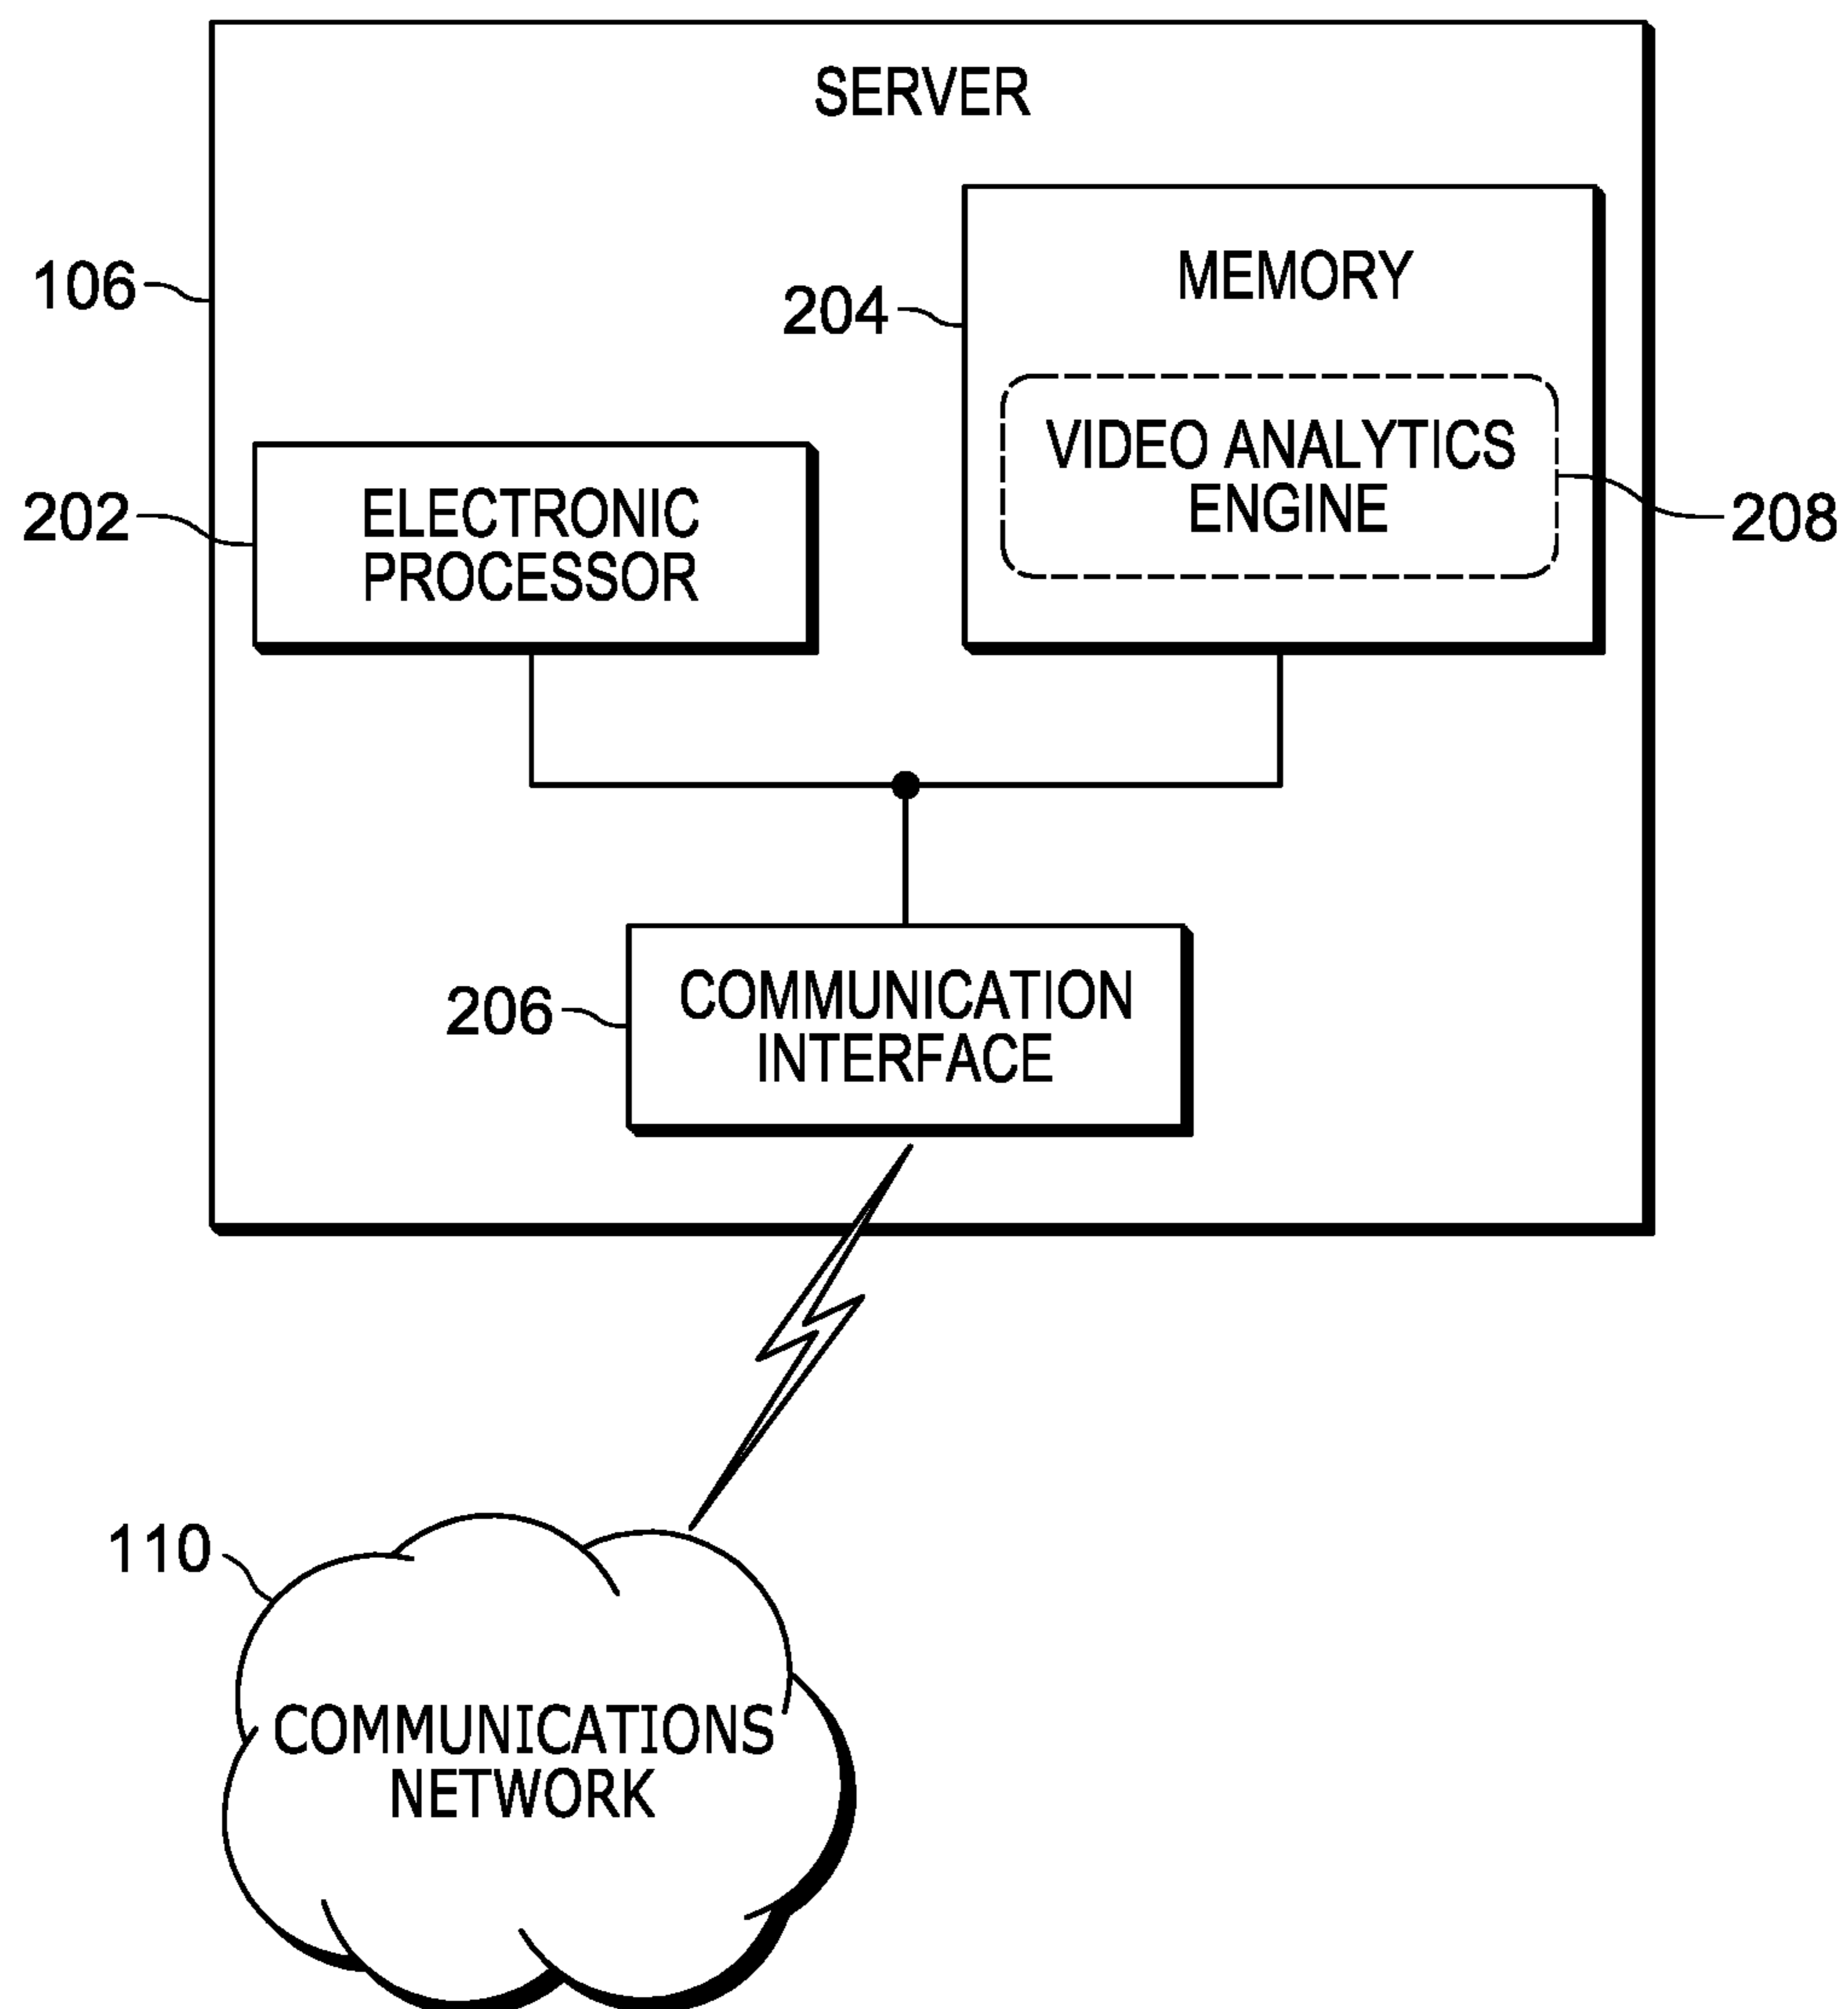 SERVER
106
204
MEMORY
VIDEO ANALYTICS
ENGINE
208
202
ELECTRONIC
PROCESSOR
206
COMMUNICATION
INTERFACE
110
COMMUNICATIONS
NETWORK